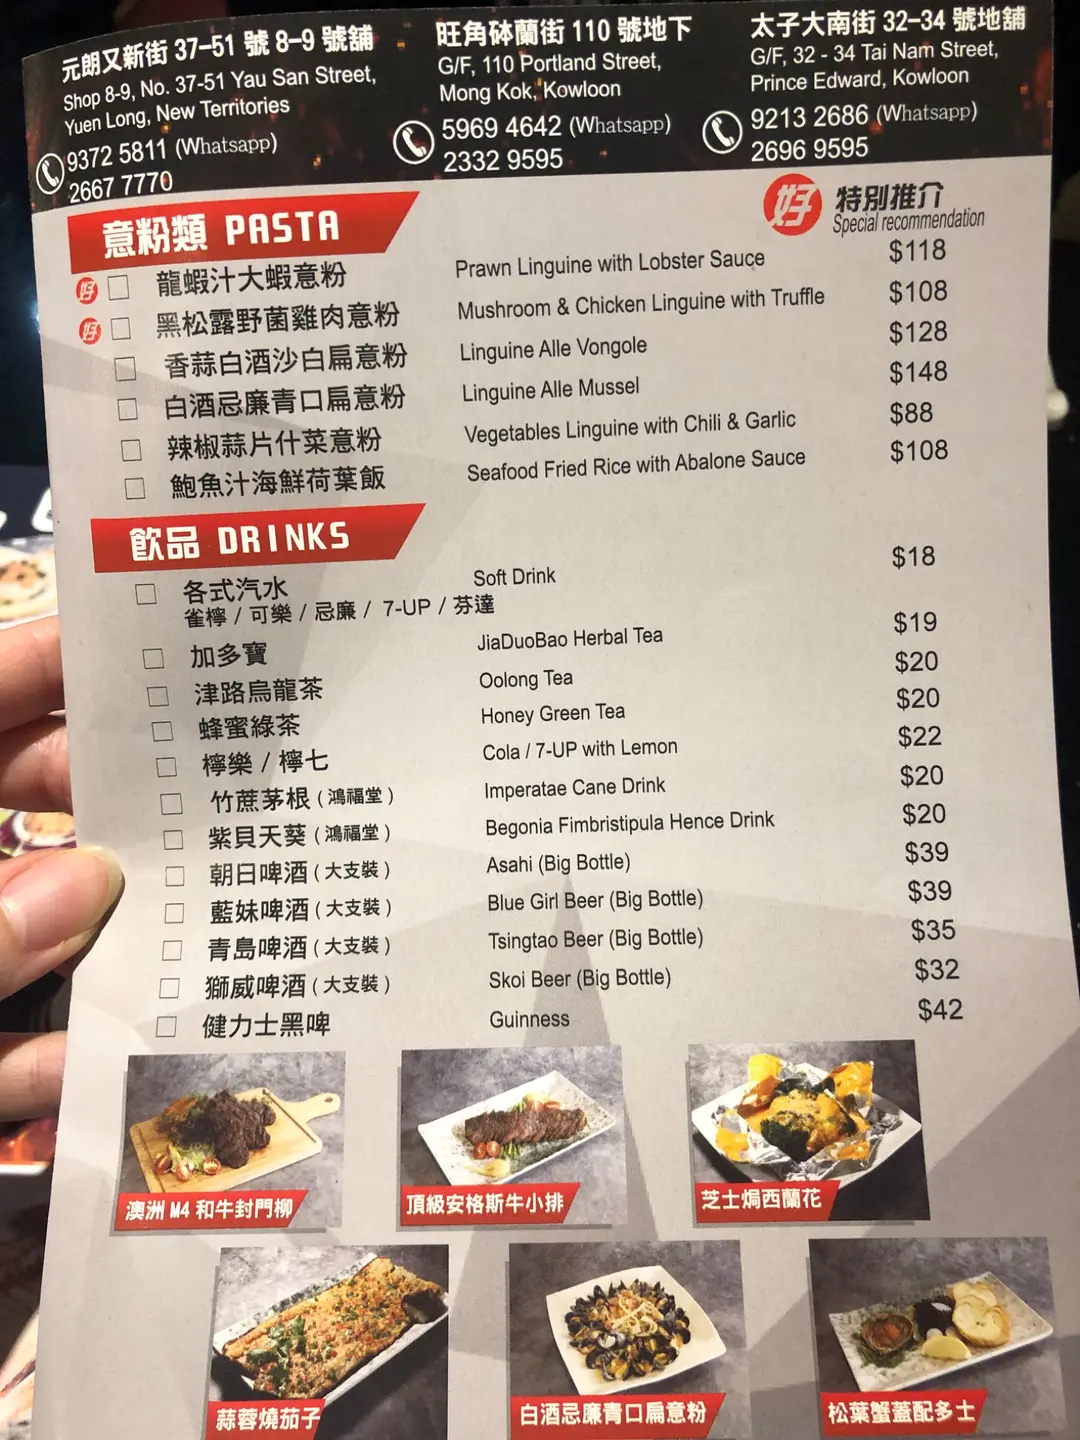 元朗又新街 37–51 號 8–9 號舖
Shop 8-9, No. 37-51 Yau San Street,
Yuen Long, New Territories
9372 5811 (Whatsapp)
2667 7770
旺角砵蘭街 110 號地下
G/F, 110 Portland Street,
Mong Kok, Kowloon
5969 4642 (Whatsapp)
2332 9595
太子大南街 32–34 號地舖
G/F, 32 - 34 Tai Nam Street,
Prince Edward, Kowloon
9213 2686 (Whatsapp)
2696 9595
好 特別推介
Special recommendation
意粉類 PASTA
好 龍蝦汁大蝦意粉 Prawn Linguine with Lobster Sauce $118
好 黑松露野菌雞肉意粉 Mushroom & Chicken Linguine with Truffle $108
香蒜白酒沙白扁意粉 Linguine Alle Vongole $128
白酒忌廉青口扁意粉 Linguine Alle Mussel $148
辣椒蒜片什菜意粉 Vegetables Linguine with Chili & Garlic $88
鮑魚汁海鮮荷葉飯 Seafood Fried Rice with Abalone Sauce $108
飲品 DRINKS
各式汽水 Soft Drink $18
雀檸 / 可樂 / 忌廉 / 7-UP / 芬達
加多寶 JiaDuoBao Herbal Tea $19
津路烏龍茶 Oolong Tea $20
蜂蜜綠茶 Honey Green Tea $20
檸樂 / 檸七 Cola / 7-UP with Lemon $22
竹蔗茅根 ( 鴻福堂 ) Imperatae Cane Drink $20
紫貝天葵 ( 鴻福堂 ) Begonia Fimbristipula Hence Drink $20
朝日啤酒 ( 大支裝 ) Asahi (Big Bottle) $39
藍妹啤酒 ( 大支裝 ) Blue Girl Beer (Big Bottle) $39
青島啤酒 ( 大支裝 ) Tsingtao Beer (Big Bottle) $35
獅威啤酒 ( 大支裝 ) Skoi Beer (Big Bottle) $32
健力士黑啤 Guinness $42
澳洲 M4 和牛封門柳
頂級安格斯牛小排
芝士焗西蘭花
蒜蓉燒茄子
白酒忌廉青口扁意粉
松葉蟹蓋配多士